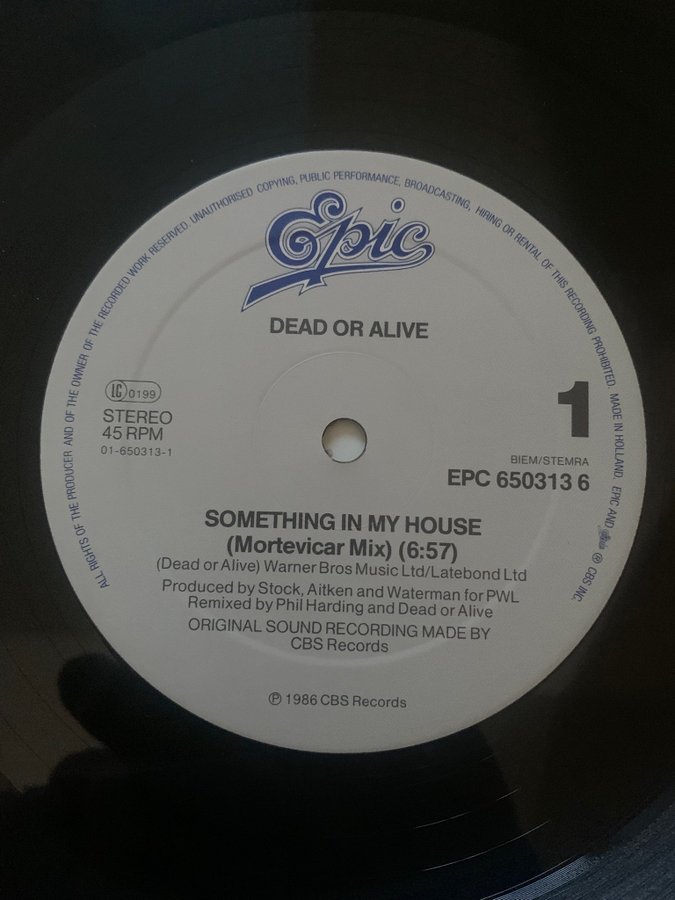 ALL RIGHTS OF THE PRODUCER AND OF THE OWNER OF THE RECORDED WORK RESERVED. UNAUTHORISED COPYING, PUBLIC PERFORMANCE, BROADCASTING, HIRING OR RENTAL OF THIS RECORDING PROHIBITED. MADE IN HOLLAND. EPIC AND ® CBS INC.
Epic
DEAD OR ALIVE
LC 0199
STEREO
45 RPM
01-650313-1
1
BIEM/STEMRA
EPC 650313 6
SOMETHING IN MY HOUSE
(Mortevicar Mix) (6:57)
(Dead or Alive) Warner Bros Music Ltd/Latebond Ltd
Produced by Stock, Aitken and Waterman for PWL
Remixed by Phil Harding and Dead or Alive
ORIGINAL SOUND RECORDING MADE BY
CBS Records
℗ 1986 CBS Records